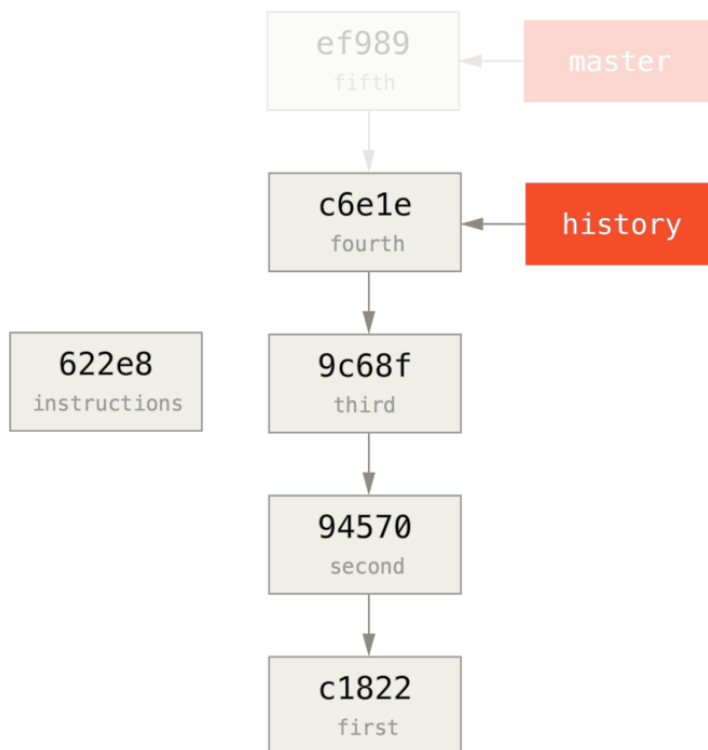 ef989
fifth
master
c6e1e
fourth
history
622e8
instructions
9c68f
third
94570
second
c1822
first